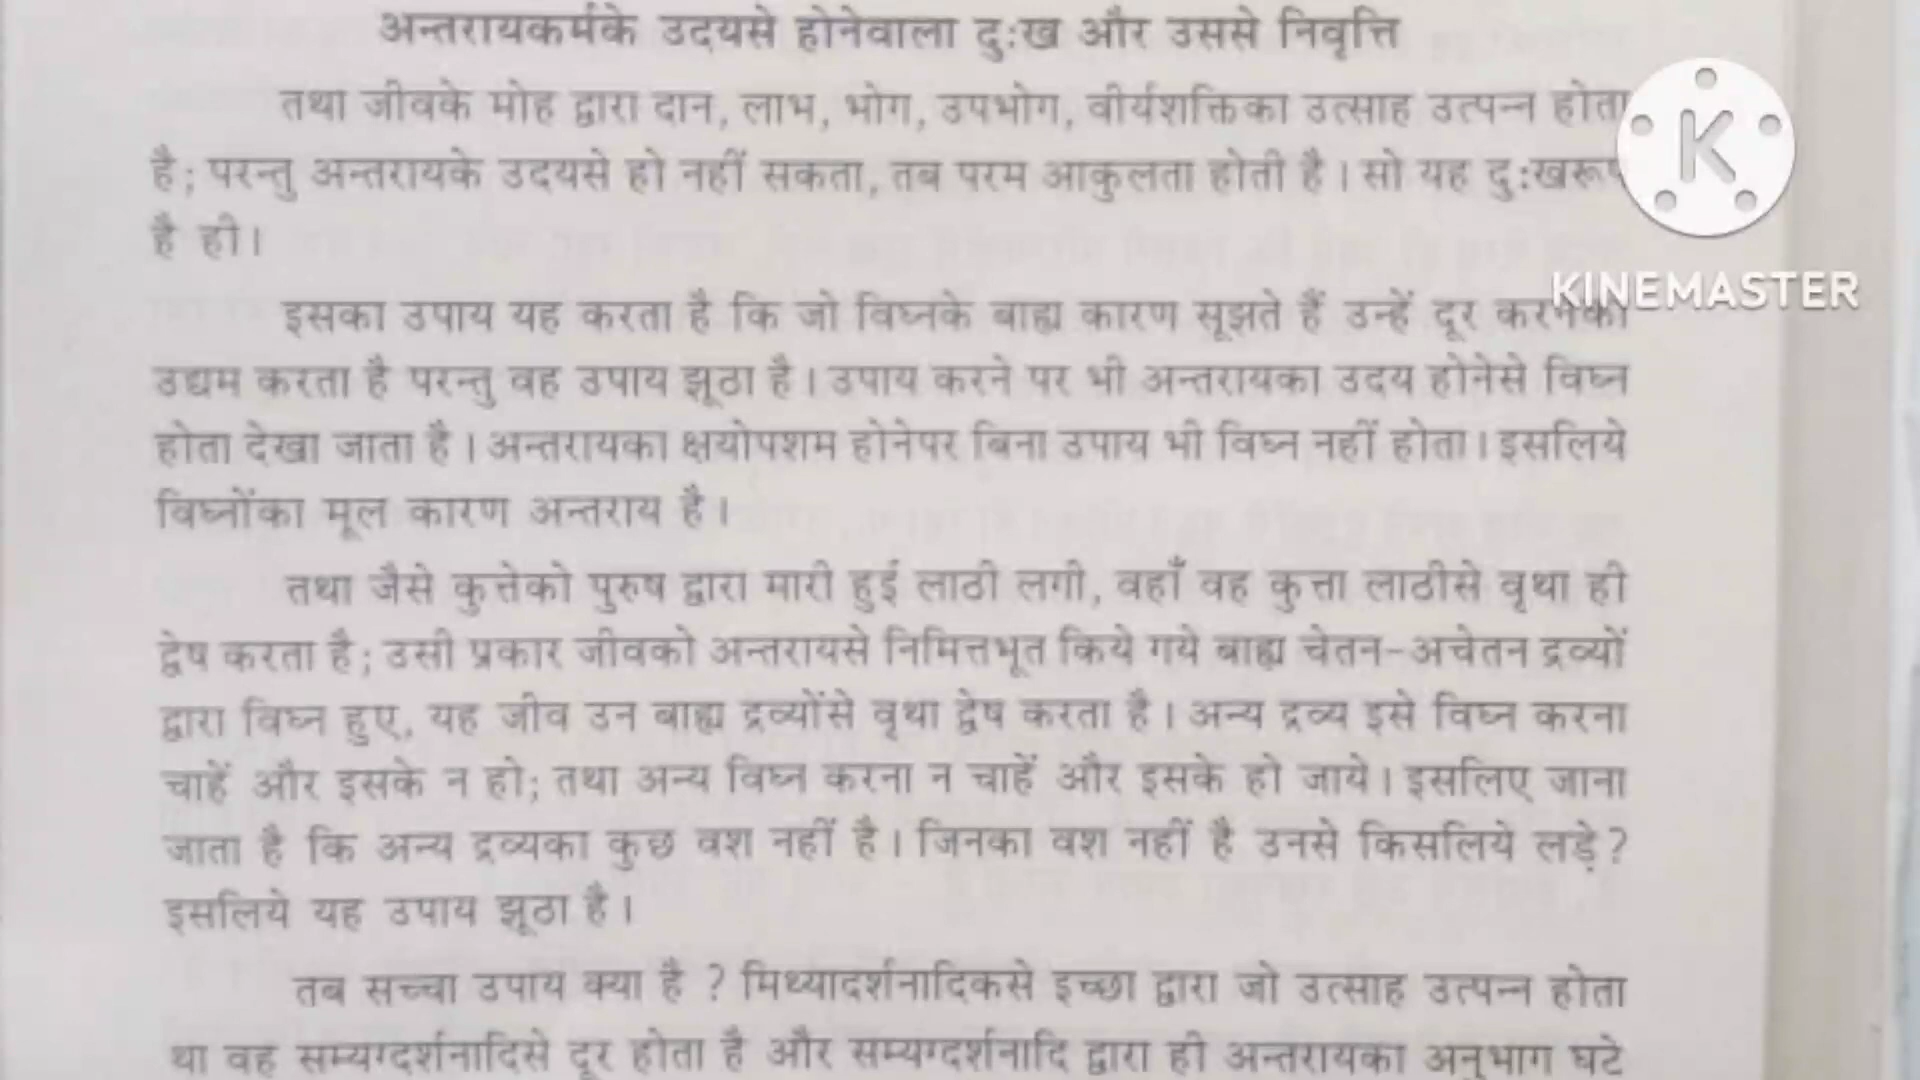 अन्तरायकर्मके उदयसे होनेवाला दु:ख और उससे निवृत्ति
तथा जीवके मोह द्वारा दान, लाभ, भोग, उपभोग, वीर्यशक्तिका उत्साह उत्पन्न होता
है; परन्तु अन्तरायके उदयसे हो नहीं सकता, तब परम आकुलता होती है। सो यह दु:खरूप
है ही।
KINEMASTER
इसका उपाय यह करता है कि जो विघ्नके बाह्य कारण सूझते हैं उन्हें दूर करनेका
उद्यम करता है परन्तु वह उपाय झूठा है। उपाय करने पर भी अन्तरायका उदय होनेसे विघ्न
होता देखा जाता है। अन्तरायका क्षयोपशम होनेपर बिना उपाय भी विघ्न नहीं होता। इसलिये
विघ्नोंका मूल कारण अन्तराय है।
तथा जैसे कुत्तेको पुरुष द्वारा मारी हुई लाठी लगी, वहाँ वह कुत्ता लाठीसे वृथा ही
द्वेष करता है; उसी प्रकार जीवको अन्तरायसे निमित्तभूत किये गये बाह्य चेतन-अचेतन द्रव्यों
द्वारा विघ्न हुए, यह जीव उन बाह्य द्रव्योंसे वृथा द्वेष करता है। अन्य द्रव्य इसे विघ्न करना
चाहें और इसके न हो; तथा अन्य विघ्न करना न चाहें और इसके हो जाये। इसलिए जाना
जाता है कि अन्य द्रव्यका कुछ वश नहीं है। जिनका वश नहीं है उनसे किसलिये लड़े?
इसलिये यह उपाय झूठा है।
तब सच्चा उपाय क्या है ? मिथ्यादर्शनादिकसे इच्छा द्वारा जो उत्साह उत्पन्न होता
था वह सम्यग्दर्शनादिसे दूर होता है और सम्यग्दर्शनादि द्वारा ही अन्तरायका अनुभाग घटे